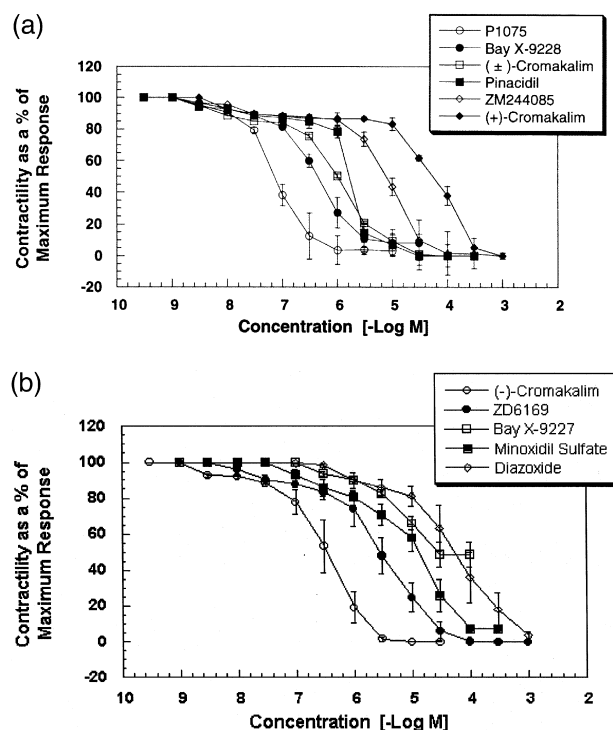 (a)
P1075
Bay X-9228
( ± )-Cromakalim
Pinacidil
ZM244085
(+)-Cromakalim
Contractility as a % of
Maximum Response
120
100
80
60
40
20
0
-20
10 9 8 7 6 5 4 3 2
Concentration [-Log M]
(b)
(-)-Cromakalim
ZD6169
Bay X-9227
Minoxidil Sulfate
Diazoxide
Contractility as a % of
Maximum Response
120
100
80
60
40
20
0
-20
10 9 8 7 6 5 4 3 2
Concentration [-Log M]